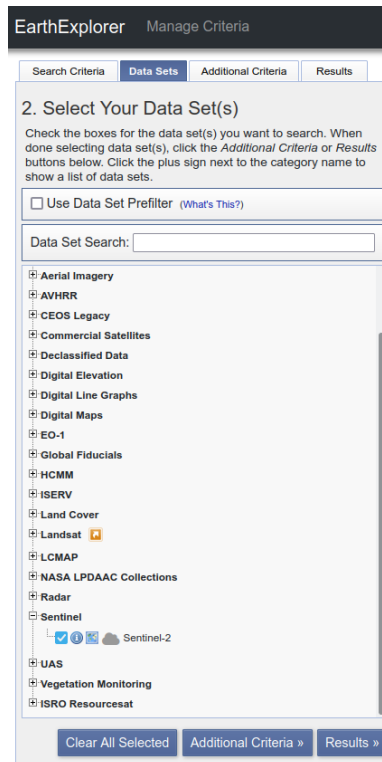 EarthExplorer Manage Criteria
Search Criteria Data Sets Additional Criteria Results
2. Select Your Data Set(s)
Check the boxes for the data set(s) you want to search. When
done selecting data set(s), click the Additional Criteria or Results
buttons below. Click the plus sign next to the category name to
show a list of data sets.
Use Data Set Prefilter (What's This?)
Data Set Search:
Aerial Imagery
AVHRR
CEOS Legacy
Commercial Satellites
Declassified Data
Digital Elevation
Digital Line Graphs
Digital Maps
EO-1
Global Fiducials
HCMM
ISERV
Land Cover
Landsat
LCMAP
NASA LPDAAC Collections
Radar
Sentinel
Sentinel-2
UAS
Vegetation Monitoring
ISRO Resourcesat
Clear All Selected Additional Criteria » Results »